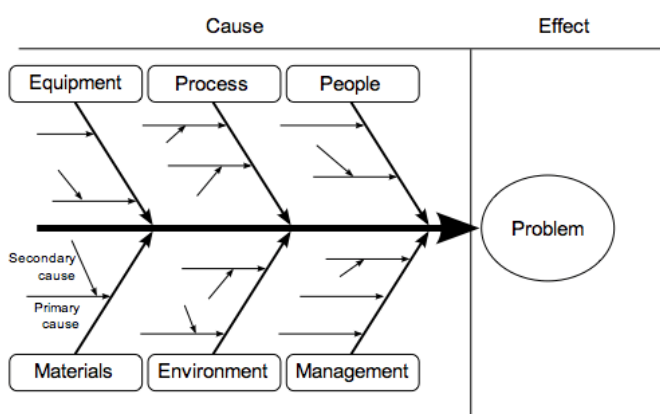 Cause
Effect
Equipment
Process
People
Problem
Secondary
cause
Primary
cause
Materials
Environment
Management